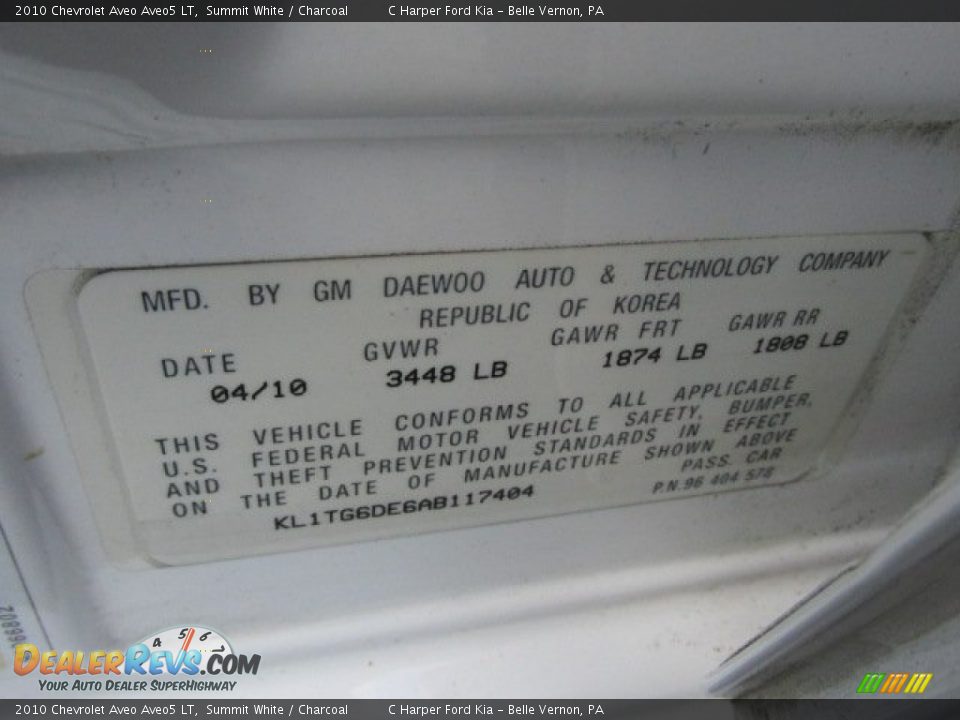 2010 Chevrolet Aveo Aveo5 LT, Summit White / Charcoal C Harper Ford Kia – Belle Vernon, PA
MFD. BY GM DAEWOO AUTO & TECHNOLOGY COMPANY
REPUBLIC OF KOREA
DATE GVWR GAWR FRT GAWR RR
04/10 3448 LB 1874 LB 1808 LB
THIS VEHICLE CONFORMS TO ALL APPLICABLE
U.S. FEDERAL MOTOR VEHICLE SAFETY, BUMPER,
AND THEFT PREVENTION STANDARDS IN EFFECT
ON THE DATE OF MANUFACTURE SHOWN ABOVE
KL1TG6DE6AB117404 PASS. CAR
P.N.96 404 578
4 5 6
DEALERREVS.COM
YOUR AUTO DEALER SUPERHIGHWAY
2010 Chevrolet Aveo Aveo5 LT, Summit White / Charcoal C Harper Ford Kia – Belle Vernon, PA